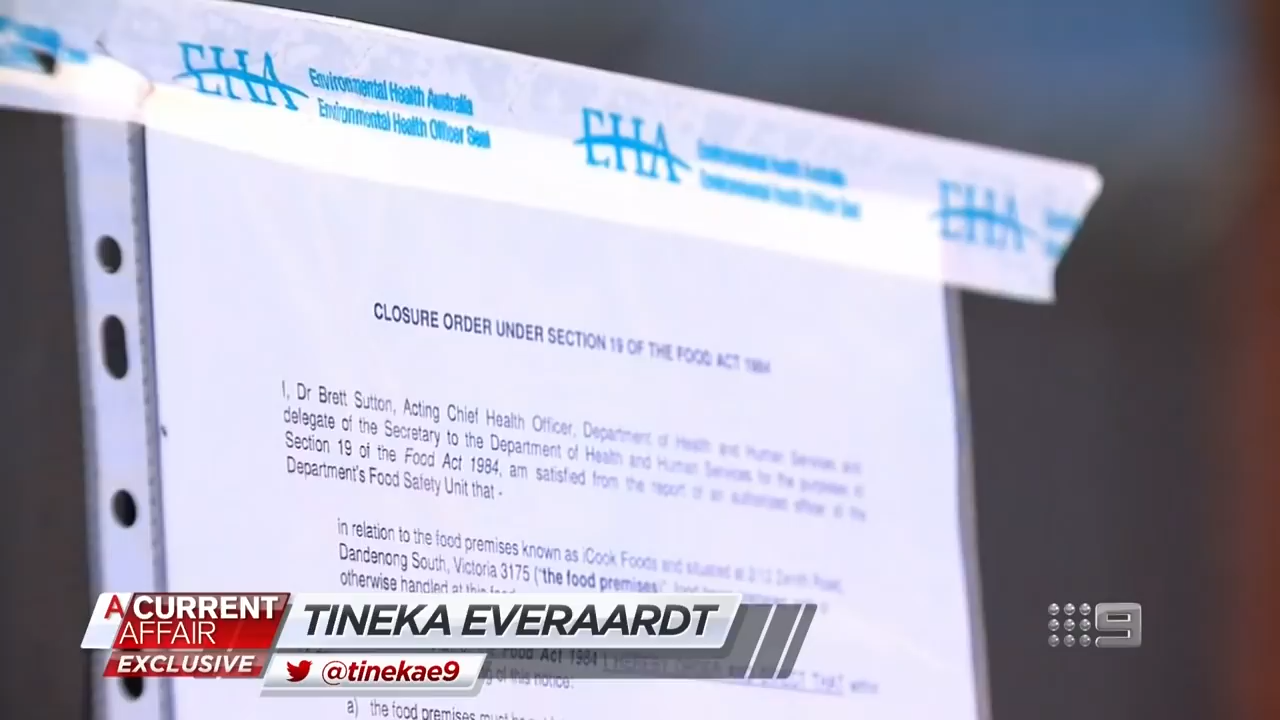 EHA
Environmental Health Australia
Environmental Health Officer Seal
EHA
Environmental Health Australia
Environmental Health Officer Seal
EHA
CLOSURE ORDER UNDER SECTION 19 OF THE FOOD ACT 1984
I, Dr Brett Sutton, Acting Chief Health Officer, Department of Health and Human Services and
delegate of the Secretary to the Department of Health and Human Services for the purposes of
Section 19 of the Food Act 1984, am satisfied from the report of an authorized officer of the
Department's Food Safety Unit that -
in relation to the food premises known as iCook Foods and situated at Zenith Road,
Dandenong South, Victoria 3175 ("the food premises"
otherwise handled at this
Food Act 1984
of this notice:
a) the food premises must
A CURRENT
AFFAIR
EXCLUSIVE
TINEKA EVERAARDT
@tinekae9
9